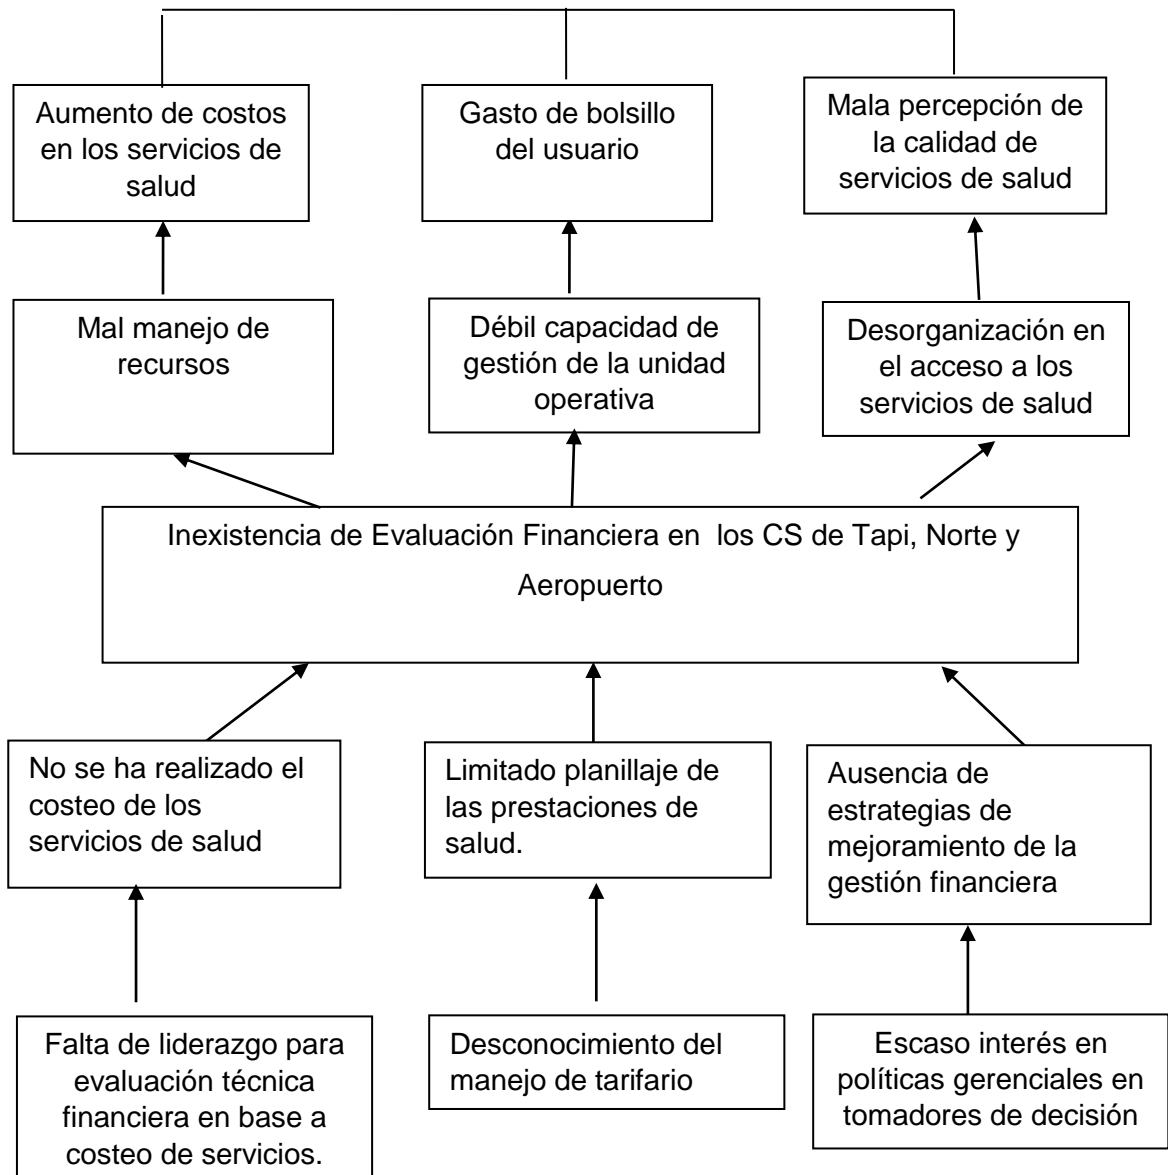 Aumento de costos
en los servicios de
salud
Gasto de bolsillo
del usuario
Mala percepción de
la calidad de
servicios de salud
Mal manejo de
recursos
Débil capacidad de
gestión de la unidad
operativa
Desorganización en
el acceso a los
servicios de salud
Inexistencia de Evaluación Financiera en los CS de Tapi, Norte y
Aeropuerto
No se ha realizado el
costeo de los
servicios de salud
Limitado planillaje de
las prestaciones de
salud.
Ausencia de
estrategias de
mejoramiento de la
gestión financiera
Falta de liderazgo para
evaluación técnica
financiera en base a
costeo de servicios.
Desconocimiento del
manejo de tarifario
Escaso interés en
políticas gerenciales en
tomadores de decisión